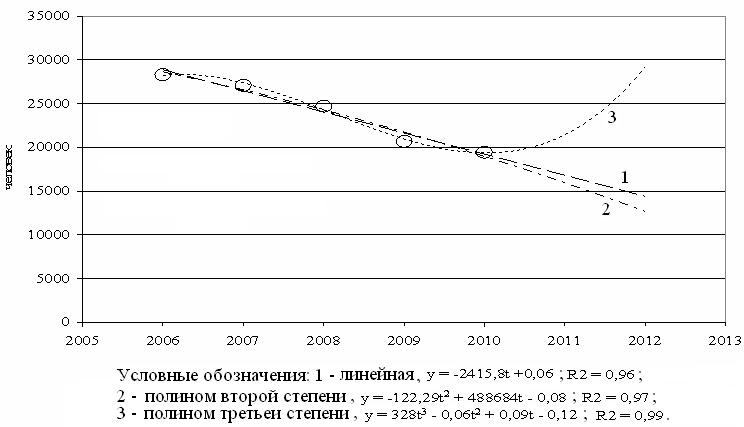 35000
30000
25000
20000
15000
10000
5000
0
человек
3
1
2
2005 2006 2007 2008 2009 2010 2011 2012 2013
Условные обозначения: 1 - линейная, y = -2415,8t +0,06 ; R2 = 0,96 ;
2 - полином второй степени , y = -122,29t² + 488684t - 0,08 ; R2 = 0,97 ;
3 - полином третьей степени , y = 328t³ - 0,06t² + 0,09t - 0,12 ; R2 = 0,99 .